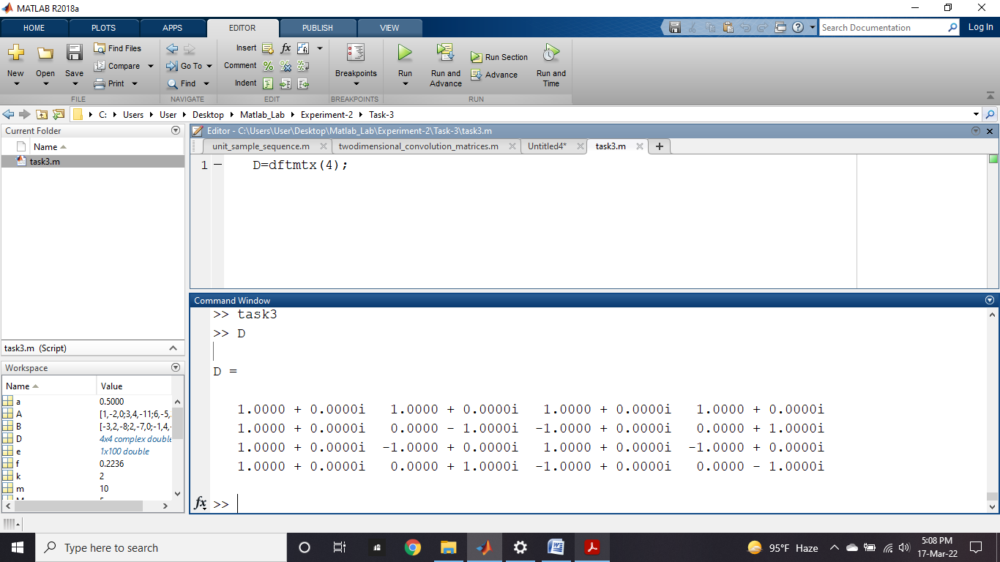 MATLAB R2018a
HOME PLOTS APPS EDITOR PUBLISH VIEW
Search Documentation
Log In
New
Open
Save
Find Files
Compare
Print
FILE
Go To
Find
NAVIGATE
Insert fx
Comment
Indent
EDIT
Breakpoints
BREAKPOINTS
Run
Run and
Advance
Run Section
Advance
Run and
Time
RUN
C: Users User Desktop Matlab_Lab Experiment-2 Task-3
Current Folder
Name
task3.m
task3.m (Script)
Workspace
Name Value
a 0.5000
A [1,-2,0;3,4,-11;6,-5,
B [-3,2,-8;2,-7,0;-1,4,-
D 4x4 complex double
e 1x100 double
f 0.2236
k 2
m 10
Editor - C:\Users\User\Desktop\Matlab_Lab\Experiment-2\Task-3\task3.m
unit_sample_sequence.m twodimensional_convolution_matrices.m Untitled4* task3.m
1 D=dftmtx(4);
Command Window
>> task3
>> D
D =
1.0000 + 0.0000i 1.0000 + 0.0000i 1.0000 + 0.0000i 1.0000 + 0.0000i
1.0000 + 0.0000i 0.0000 - 1.0000i -1.0000 + 0.0000i 0.0000 + 1.0000i
1.0000 + 0.0000i -1.0000 + 0.0000i 1.0000 + 0.0000i -1.0000 + 0.0000i
1.0000 + 0.0000i 0.0000 + 1.0000i -1.0000 + 0.0000i 0.0000 - 1.0000i
fx >>
Type here to search
95°F Haze
5:08 PM
17-Mar-22